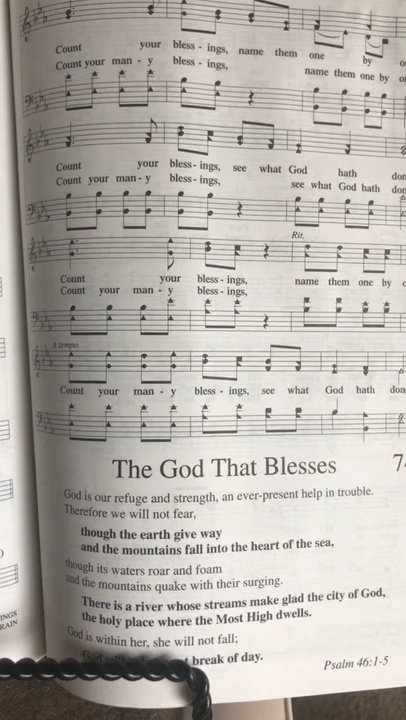 Count your bless - ings, name them one by
Count your man - y bless - ings, name them one by
Count your bless - ings, see what God hath
Count your man - y bless - ings, see what God hath
Rit.
Count your bless - ings, name them one by
Count your man - y bless - ings,
A tempo
Count your man - y bless - ings, see what God hath
The God That Blesses
God is our refuge and strength, an ever-present help in trouble.
Therefore we will not fear,
though the earth give way
and the mountains fall into the heart of the sea,
though its waters roar and foam
and the mountains quake with their surging.
There is a river whose streams make glad the city of God,
the holy place where the Most High dwells.
God is within her, she will not fall;
break of day.
Psalm 46:1-5